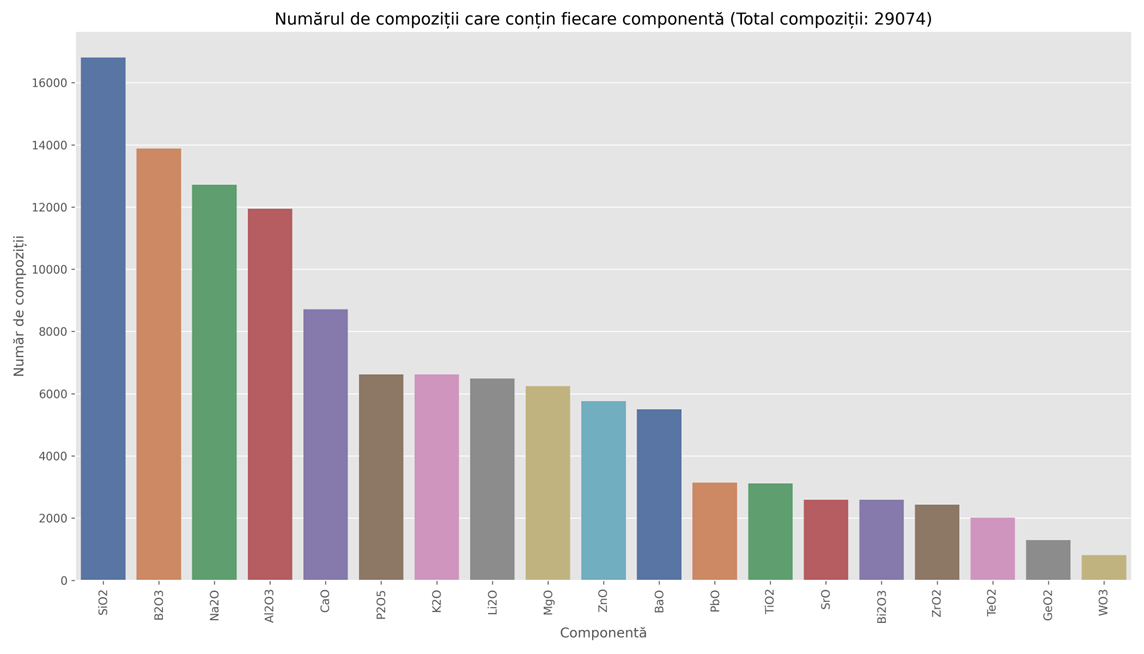 Numărul de compoziții care conțin fiecare componentă (Total compoziții: 29074)
Număr de compoziții
16000
14000
12000
10000
8000
6000
4000
2000
0
SiO2
B2O3
Na2O
Al2O3
CaO
P2O5
K2O
Li2O
MgO
ZnO
BaO
PbO
TiO2
SrO
Bi2O3
ZrO2
TeO2
GeO2
WO3
Componentă